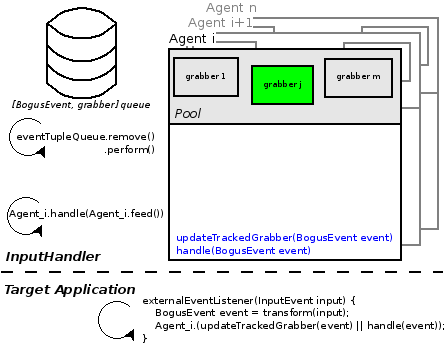 Agent n
Agent i+1
Agent i
grabber 1
grabber j
grabber m
Pool
[BogusEvent, grabber] queue
eventTupleQueue.remove()
.perform()
Agent_i.handle(Agent_i.feed())
updateTrackedGrabber(BogusEvent event)
handle(BogusEvent event)
InputHandler
Target Application
externalEventListener(InputEvent input) {
BogusEvent event = transform(input);
Agent_i.(updateTrackedGrabber(event) || handle(event));
}